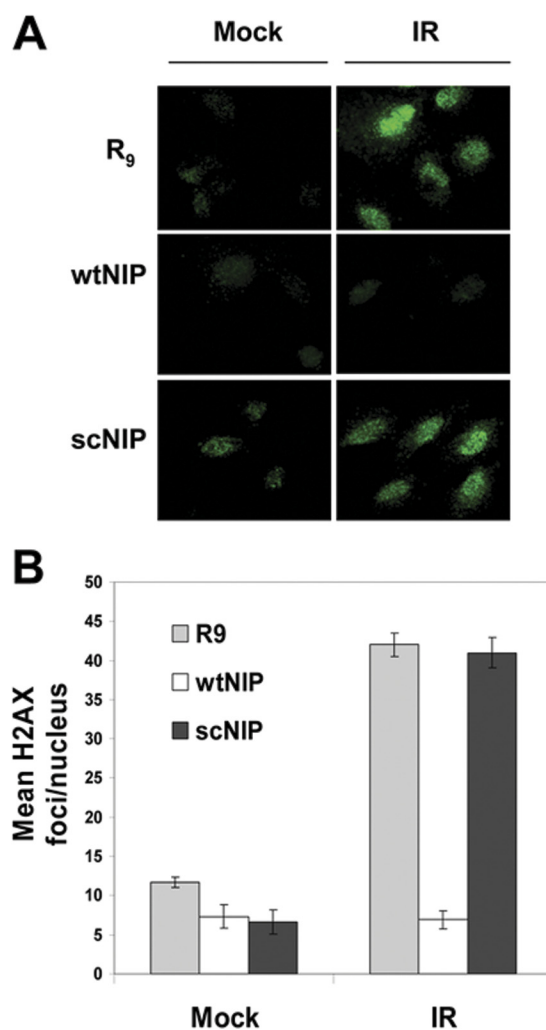 A
Mock IR
R9
wtNIP
scNIP
B
Mean H2AX
foci/nucleus
50
45
40
35
30
25
20
15
10
5
0
R9
wtNIP
scNIP
Mock IR